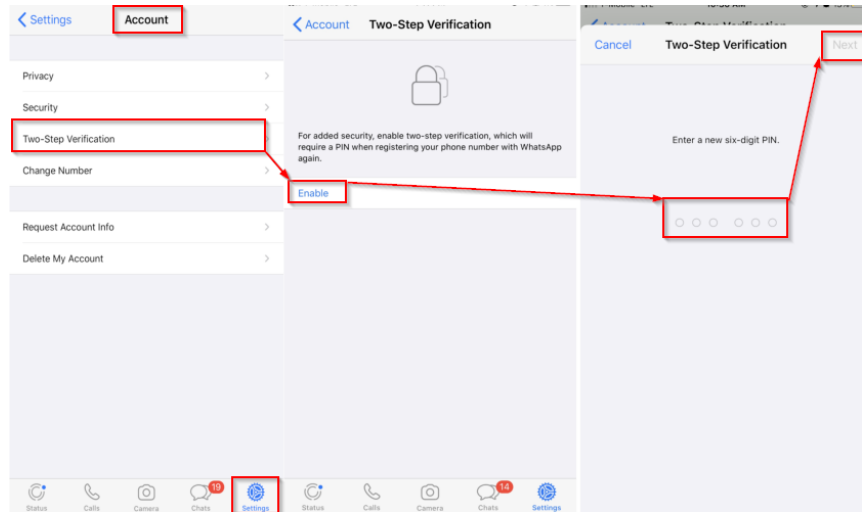 Settings
Account
Privacy
Security
Two-Step Verification
Change Number
Request Account Info
Delete My Account
Status
Calls
Camera
19
Chats
Settings
Account
Two-Step Verification
For added security, enable two-step verification, which will
require a PIN when registering your phone number with WhatsApp
again.
Enable
Status
Calls
Camera
14
Chats
Settings
Cancel
Two-Step Verification
Next
Enter a new six-digit PIN.